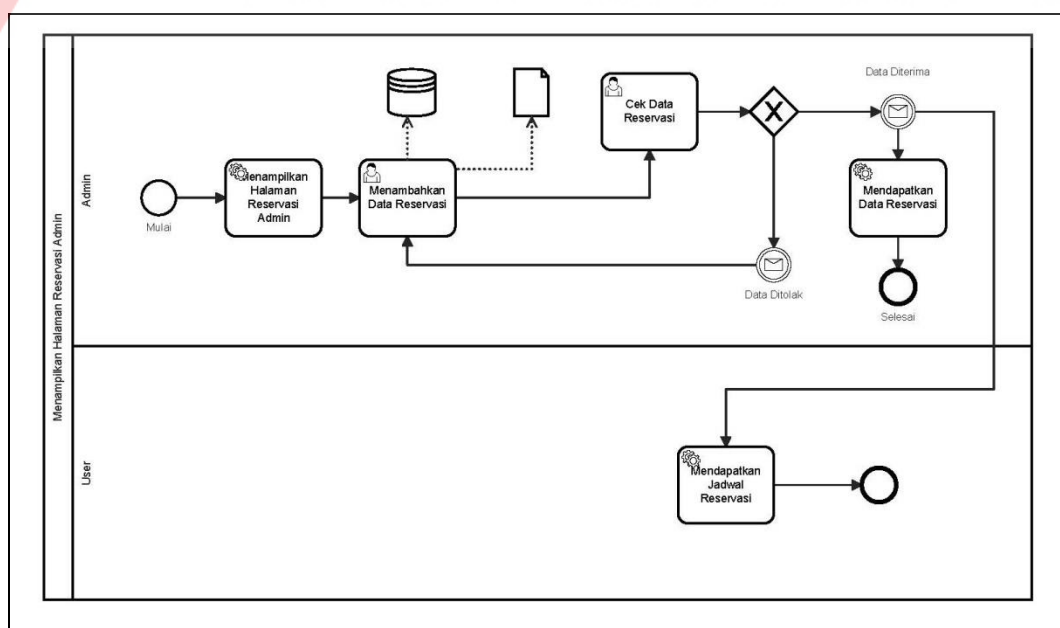 Menampilkan Halaman Reservasi Admin
Admin
Mulai
Menampilkan
Halaman
Reservasi
Admin
Menambahkan
Data Reservasi
Cek Data
Reservasi
Data Ditolak
Data Diterima
Mendapatkan
Data Reservasi
Selesai
User
Mendapatkan
Jadwal
Reservasi